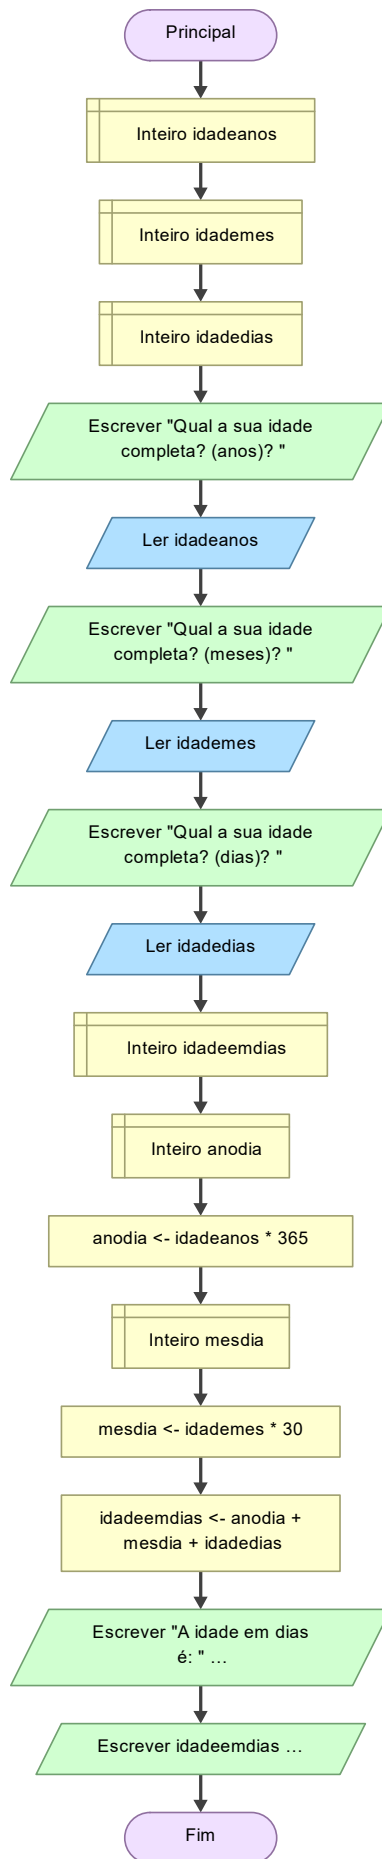 Principal
Inteiro idadeanos
Inteiro idademes
Inteiro idadedias
Escrever "Qual a sua idade
completa? (anos)? "
Ler idadeanos
Escrever "Qual a sua idade
completa? (meses)? "
Ler idademes
Escrever "Qual a sua idade
completa? (dias)? "
Ler idadedias
Inteiro idadeemdias
Inteiro anodia
anodia <- idadeanos * 365
Inteiro mesdia
mesdia <- idademes * 30
idadeemdias <- anodia +
mesdia + idadedias
Escrever "A idade em dias
é: " ...
Escrever idadeemdias ...
Fim